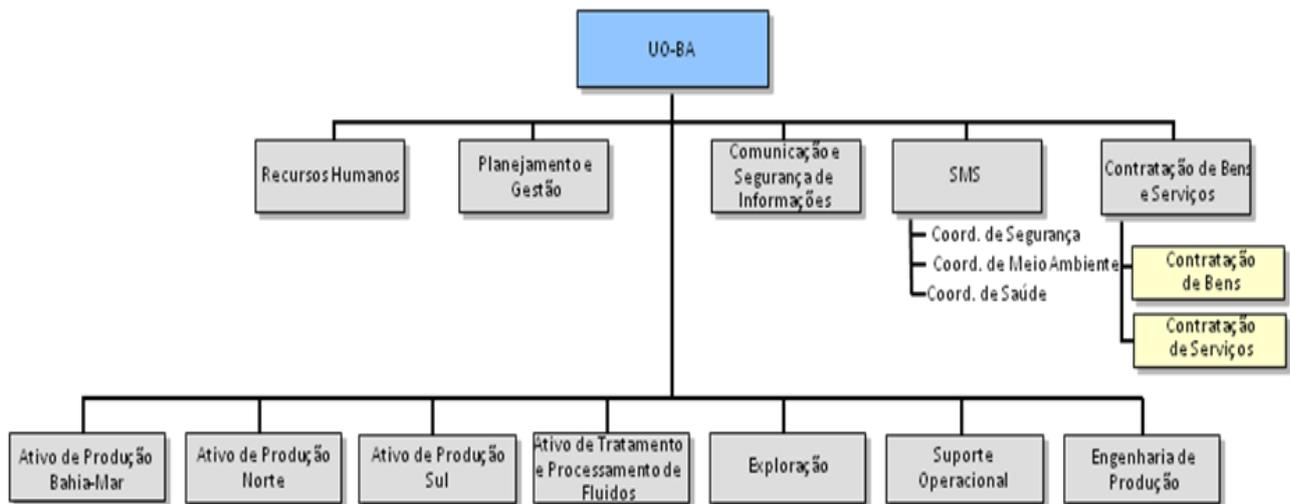 UO-BA
Recursos Humanos
Planejamento e
Gestão
Comunicação e
Segurança de
Informações
SMS
Contratação de Bens
e Serviços
Coord. de Segurança
Coord. de Meio Ambiente
Coord. de Saúde
Contratação
de Bens
Contratação
de Serviços
Ativo de Produção
Bahia-Mar
Ativo de Produção
Norte
Ativo de Produção
Sul
Ativo de Tratamento
e Processamento de
Fluidos
Exploração
Suporte
Operacional
Engenharia de
Produção